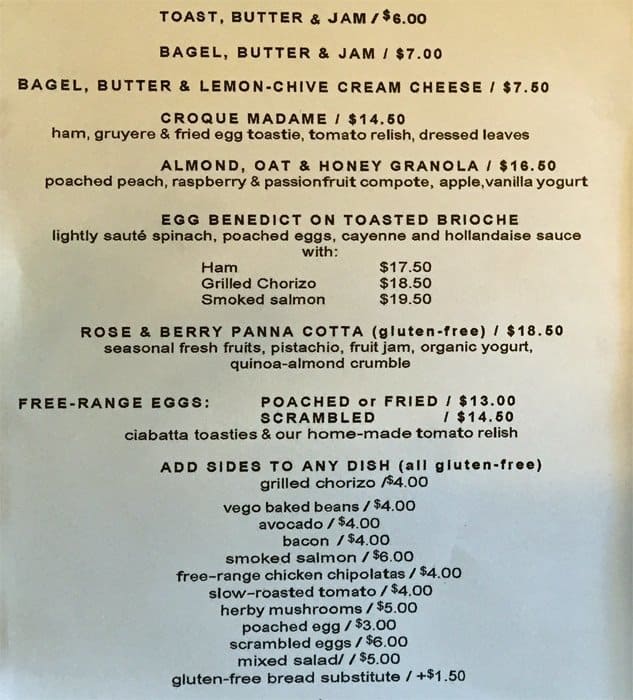 TOAST, BUTTER & JAM / $6.00
BAGEL, BUTTER & JAM / $7.00
BAGEL, BUTTER & LEMON-CHIVE CREAM CHEESE / $7.50
CROQUE MADAME / $14.50
ham, gruyere & fried egg toastie, tomato relish, dressed leaves
ALMOND, OAT & HONEY GRANOLA / $16.50
poached peach, raspberry & passionfruit compote, apple,vanilla yogurt
EGG BENEDICT ON TOASTED BRIOCHE
lightly sauté spinach, poached eggs, cayenne and hollandaise sauce
with:
Ham $17.50
Grilled Chorizo $18.50
Smoked salmon $19.50
ROSE & BERRY PANNA COTTA (gluten-free) / $18.50
seasonal fresh fruits, pistachio, fruit jam, organic yogurt,
quinoa-almond crumble
FREE-RANGE EGGS: POACHED or FRIED / $13.00
SCRAMBLED / $14.50
ciabatta toasties & our home-made tomato relish
ADD SIDES TO ANY DISH (all gluten-free)
grilled chorizo /$4.00
vego baked beans / $4.00
avocado / $4.00
bacon / $4.00
smoked salmon / $6.00
free-range chicken chipolatas / $4.00
slow-roasted tomato / $4.00
herby mushrooms / $5.00
poached egg / $3.00
scrambled eggs / $6.00
mixed salad/ / $5.00
gluten-free bread substitute / +$1.50